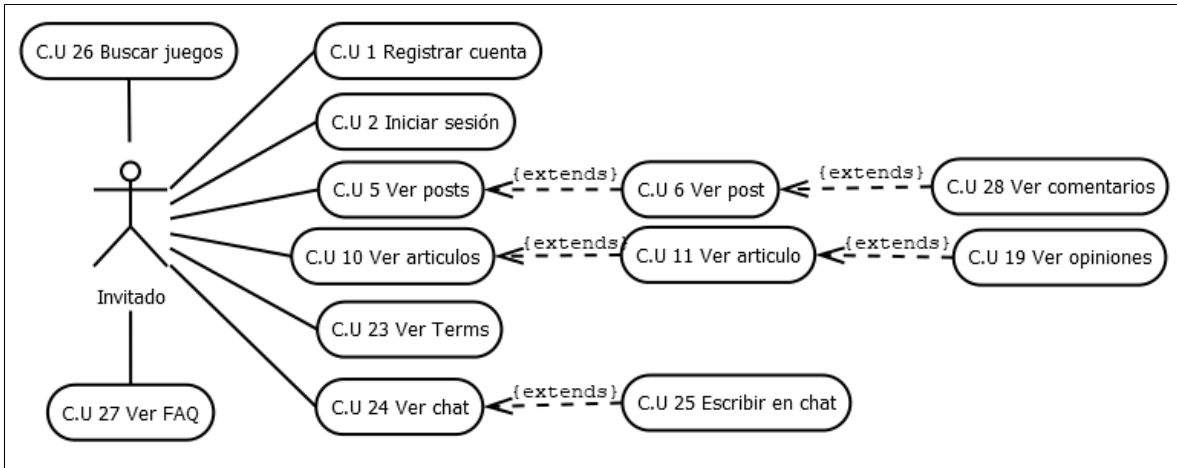 C.U 26 Buscar juegos
C.U 1 Registrar cuenta
C.U 2 Iniciar sesión
C.U 5 Ver posts
{extends}
C.U 6 Ver post
{extends}
C.U 28 Ver comentarios
C.U 10 Ver articulos
{extends}
C.U 11 Ver articulo
{extends}
C.U 19 Ver opiniones
Invitado
C.U 23 Ver Terms
C.U 27 Ver FAQ
C.U 24 Ver chat
{extends}
C.U 25 Escribir en chat